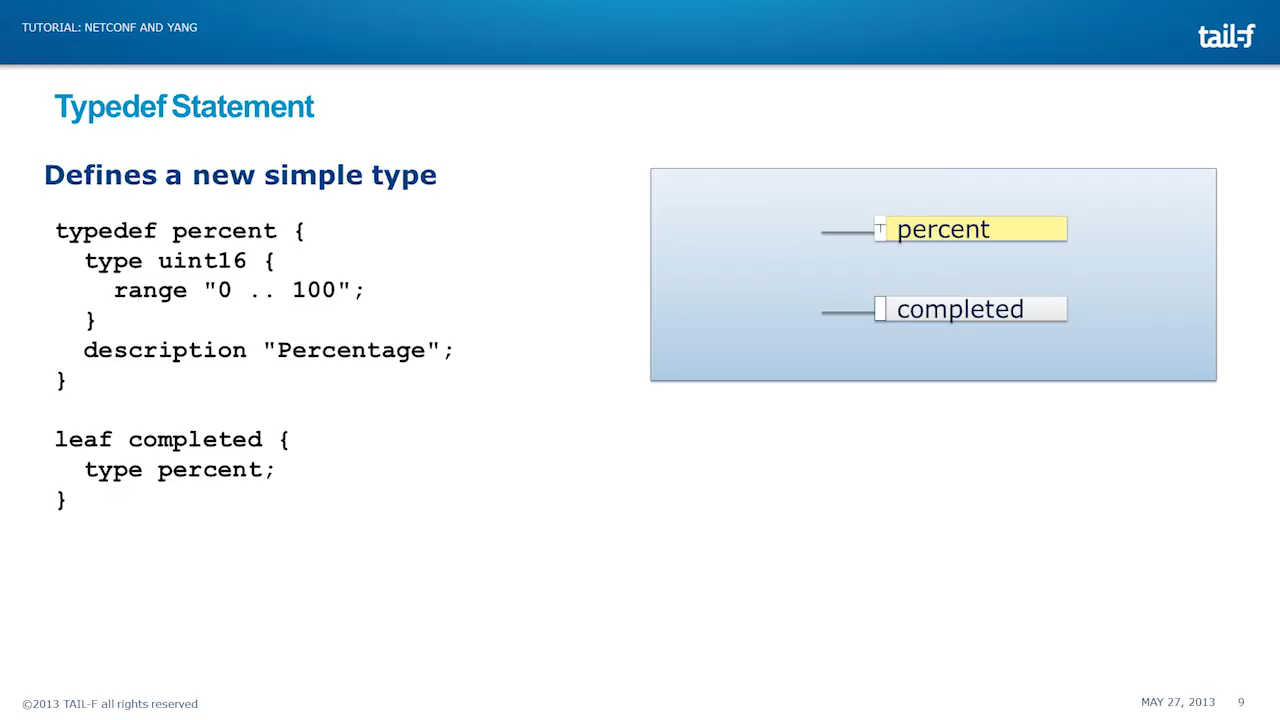 TUTORIAL: NETCONF AND YANG
tail-f
Typedef Statement
Defines a new simple type
typedef percent {
  type uint16 {
    range "0 .. 100";
  }
  description "Percentage";
}
leaf completed {
  type percent;
}
T percent
completed
©2013 TAIL-F all rights reserved
MAY 27, 2013 9